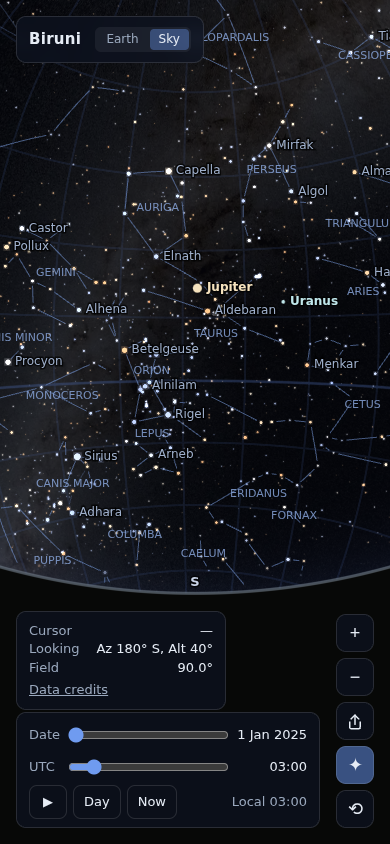 Biruni Earth Sky
LOPARDALIS
CASSIOPE
Mirfak
PERSEUS
Capella
Alma
Algol
AURIGA
TRIANGULU
Castor
Pollux
Elnath
GEMINI
Ha
Jupiter
ARIES
Uranus
Alhena
Aldebaran
TAURUS
IS MINOR
Betelgeuse
Procyon
Menkar
ORION
Alnilam
MONOCEROS
CETUS
Rigel
LEPUS
Sirius
Arneb
CANIS MAJOR
ERIDANUS
Adhara
FORNAX
COLUMBA
CAELUM
PUPPIS
S
Cursor —
Looking Az 180° S, Alt 40°
Field 90.0°
Data credits
Date 1 Jan 2025
UTC 03:00
Day Now Local 03:00